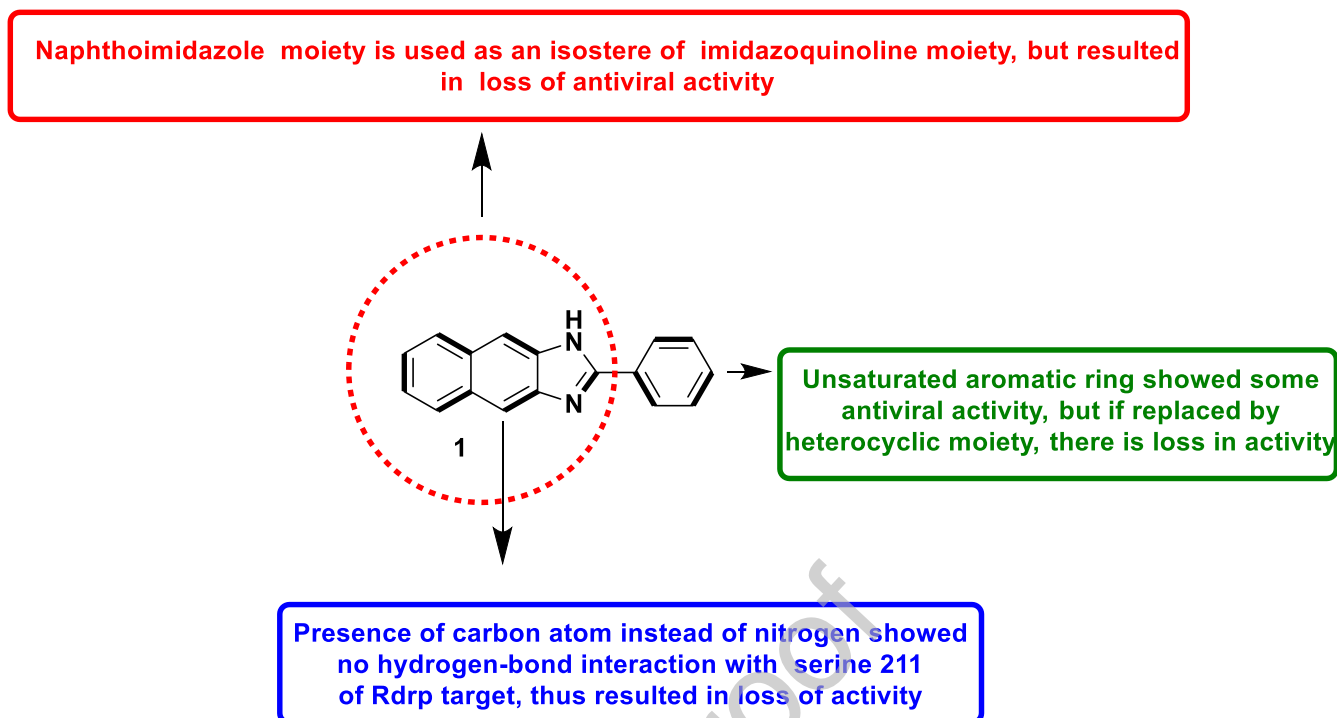 Naphthoimidazole moiety is used as an isostere of imidazoquinoline moiety, but resulted
in loss of antiviral activity
H
N
N
1
Unsaturated aromatic ring showed some
antiviral activity, but if replaced by
heterocyclic moiety, there is loss in activity
Presence of carbon atom instead of nitrogen showed
no hydrogen-bond interaction with serine 211
of Rdrp target, thus resulted in loss of activity
roof